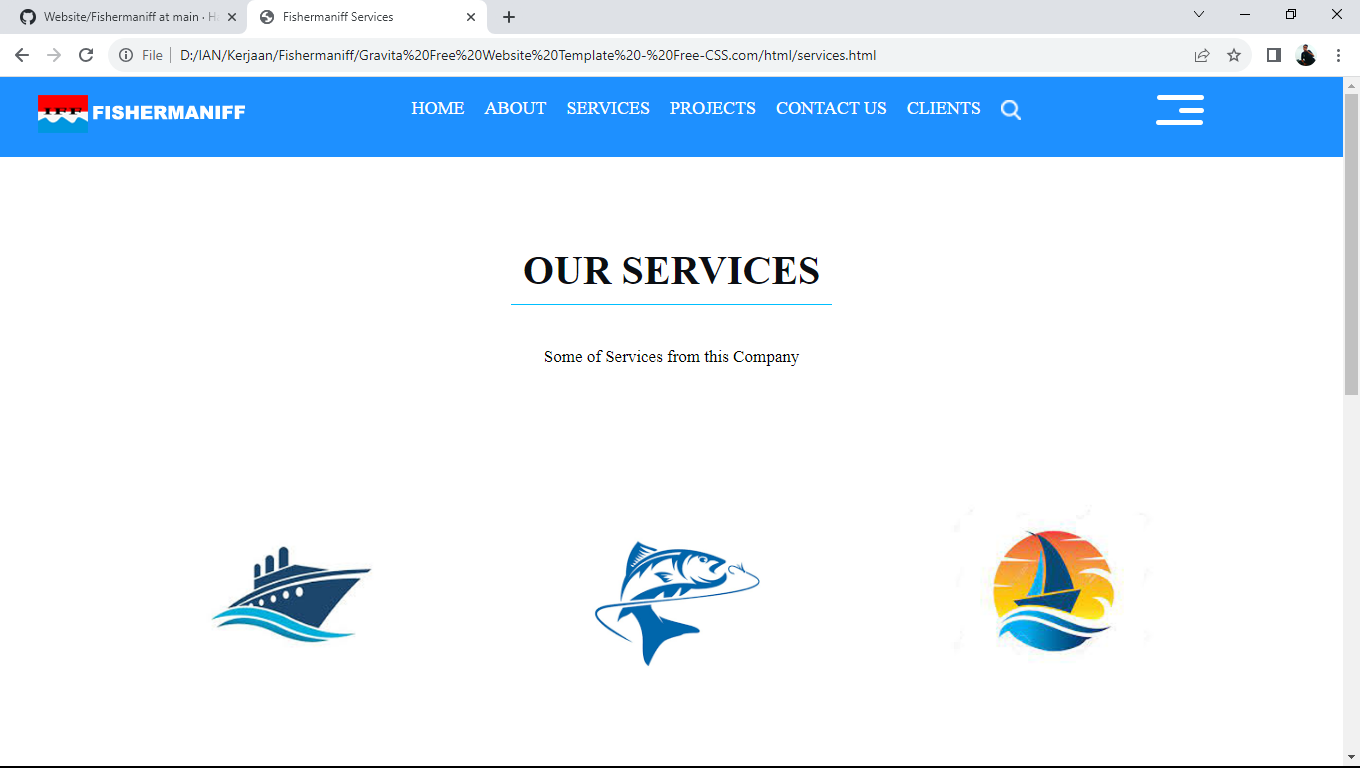 Website/Fishermaniff at main · H
Fishermaniff Services
File
D:/IAN/Kerjaan/Fishermaniff/Gravita%20Free%20Website%20Template%20-%20Free-CSS.com/html/services.html
FISHERMANIFF
HOME ABOUT SERVICES PROJECTS CONTACT US CLIENTS
OUR SERVICES
Some of Services from this Company